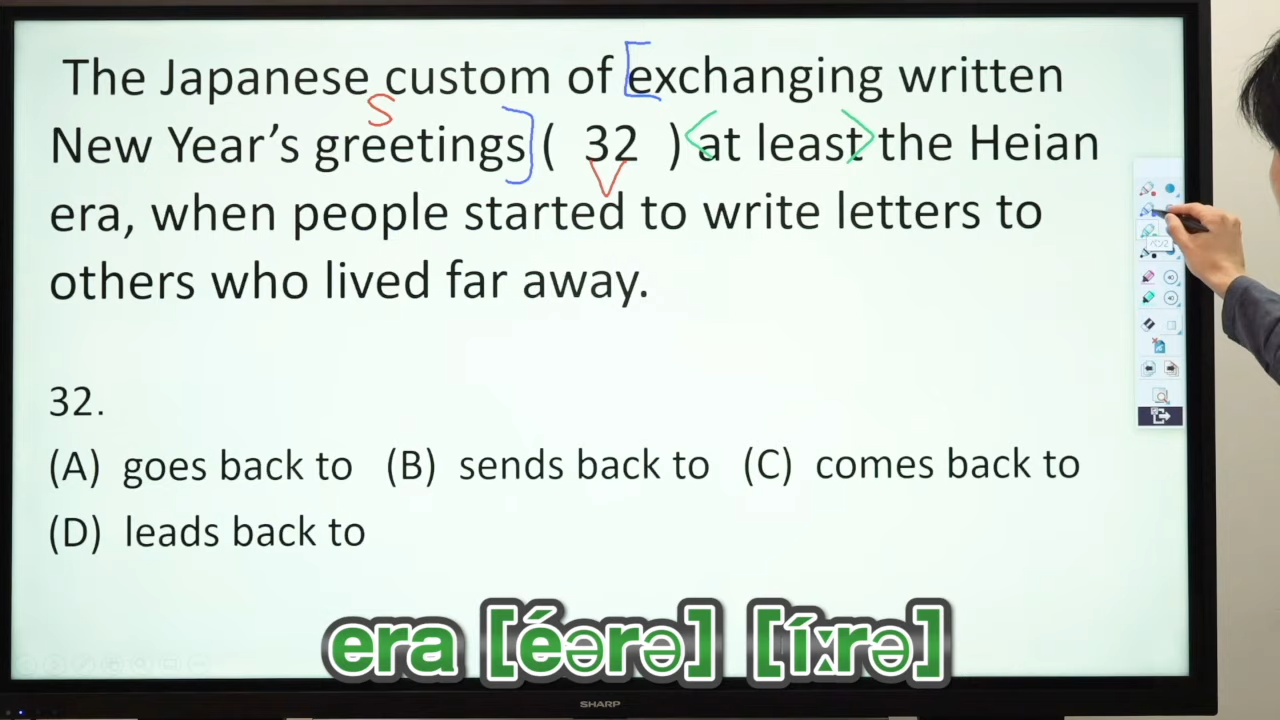 The Japanese custom of exchanging written
S
New Year's greetings ( 32 ) at least the Heian
V
era, when people started to write letters to
others who lived far away.
32.
(A) goes back to (B) sends back to (C) comes back to
(D) leads back to
era [éərə] [íːrə]
SHARP